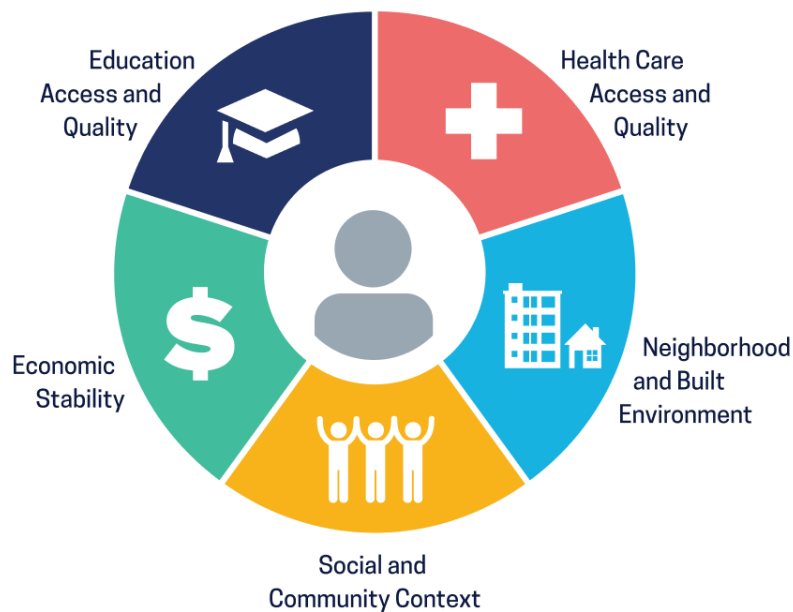 Education
Access and
Quality
Health Care
Access and
Quality
Economic
Stability
Neighborhood
and Built
Environment
Social and
Community Context